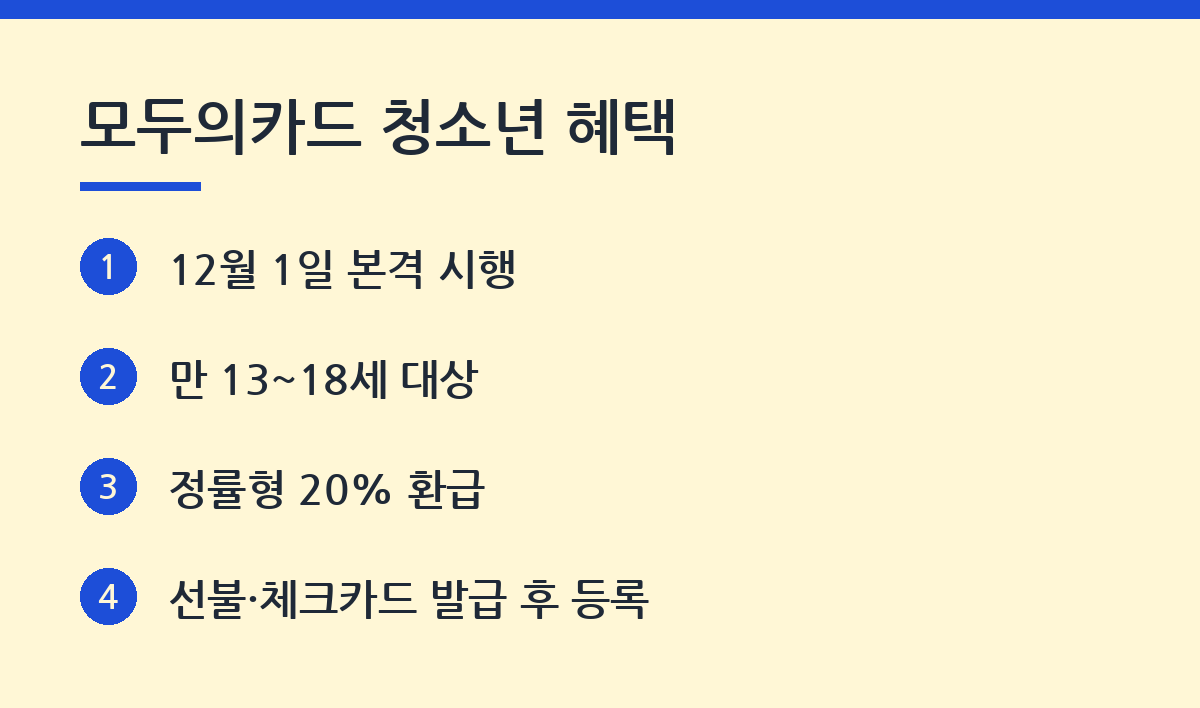 모두의카드 청소년 혜택
1 12월 1일 본격 시행
2 만 13~18세 대상
3 정률형 20% 환급
4 선불·체크카드 발급 후 등록